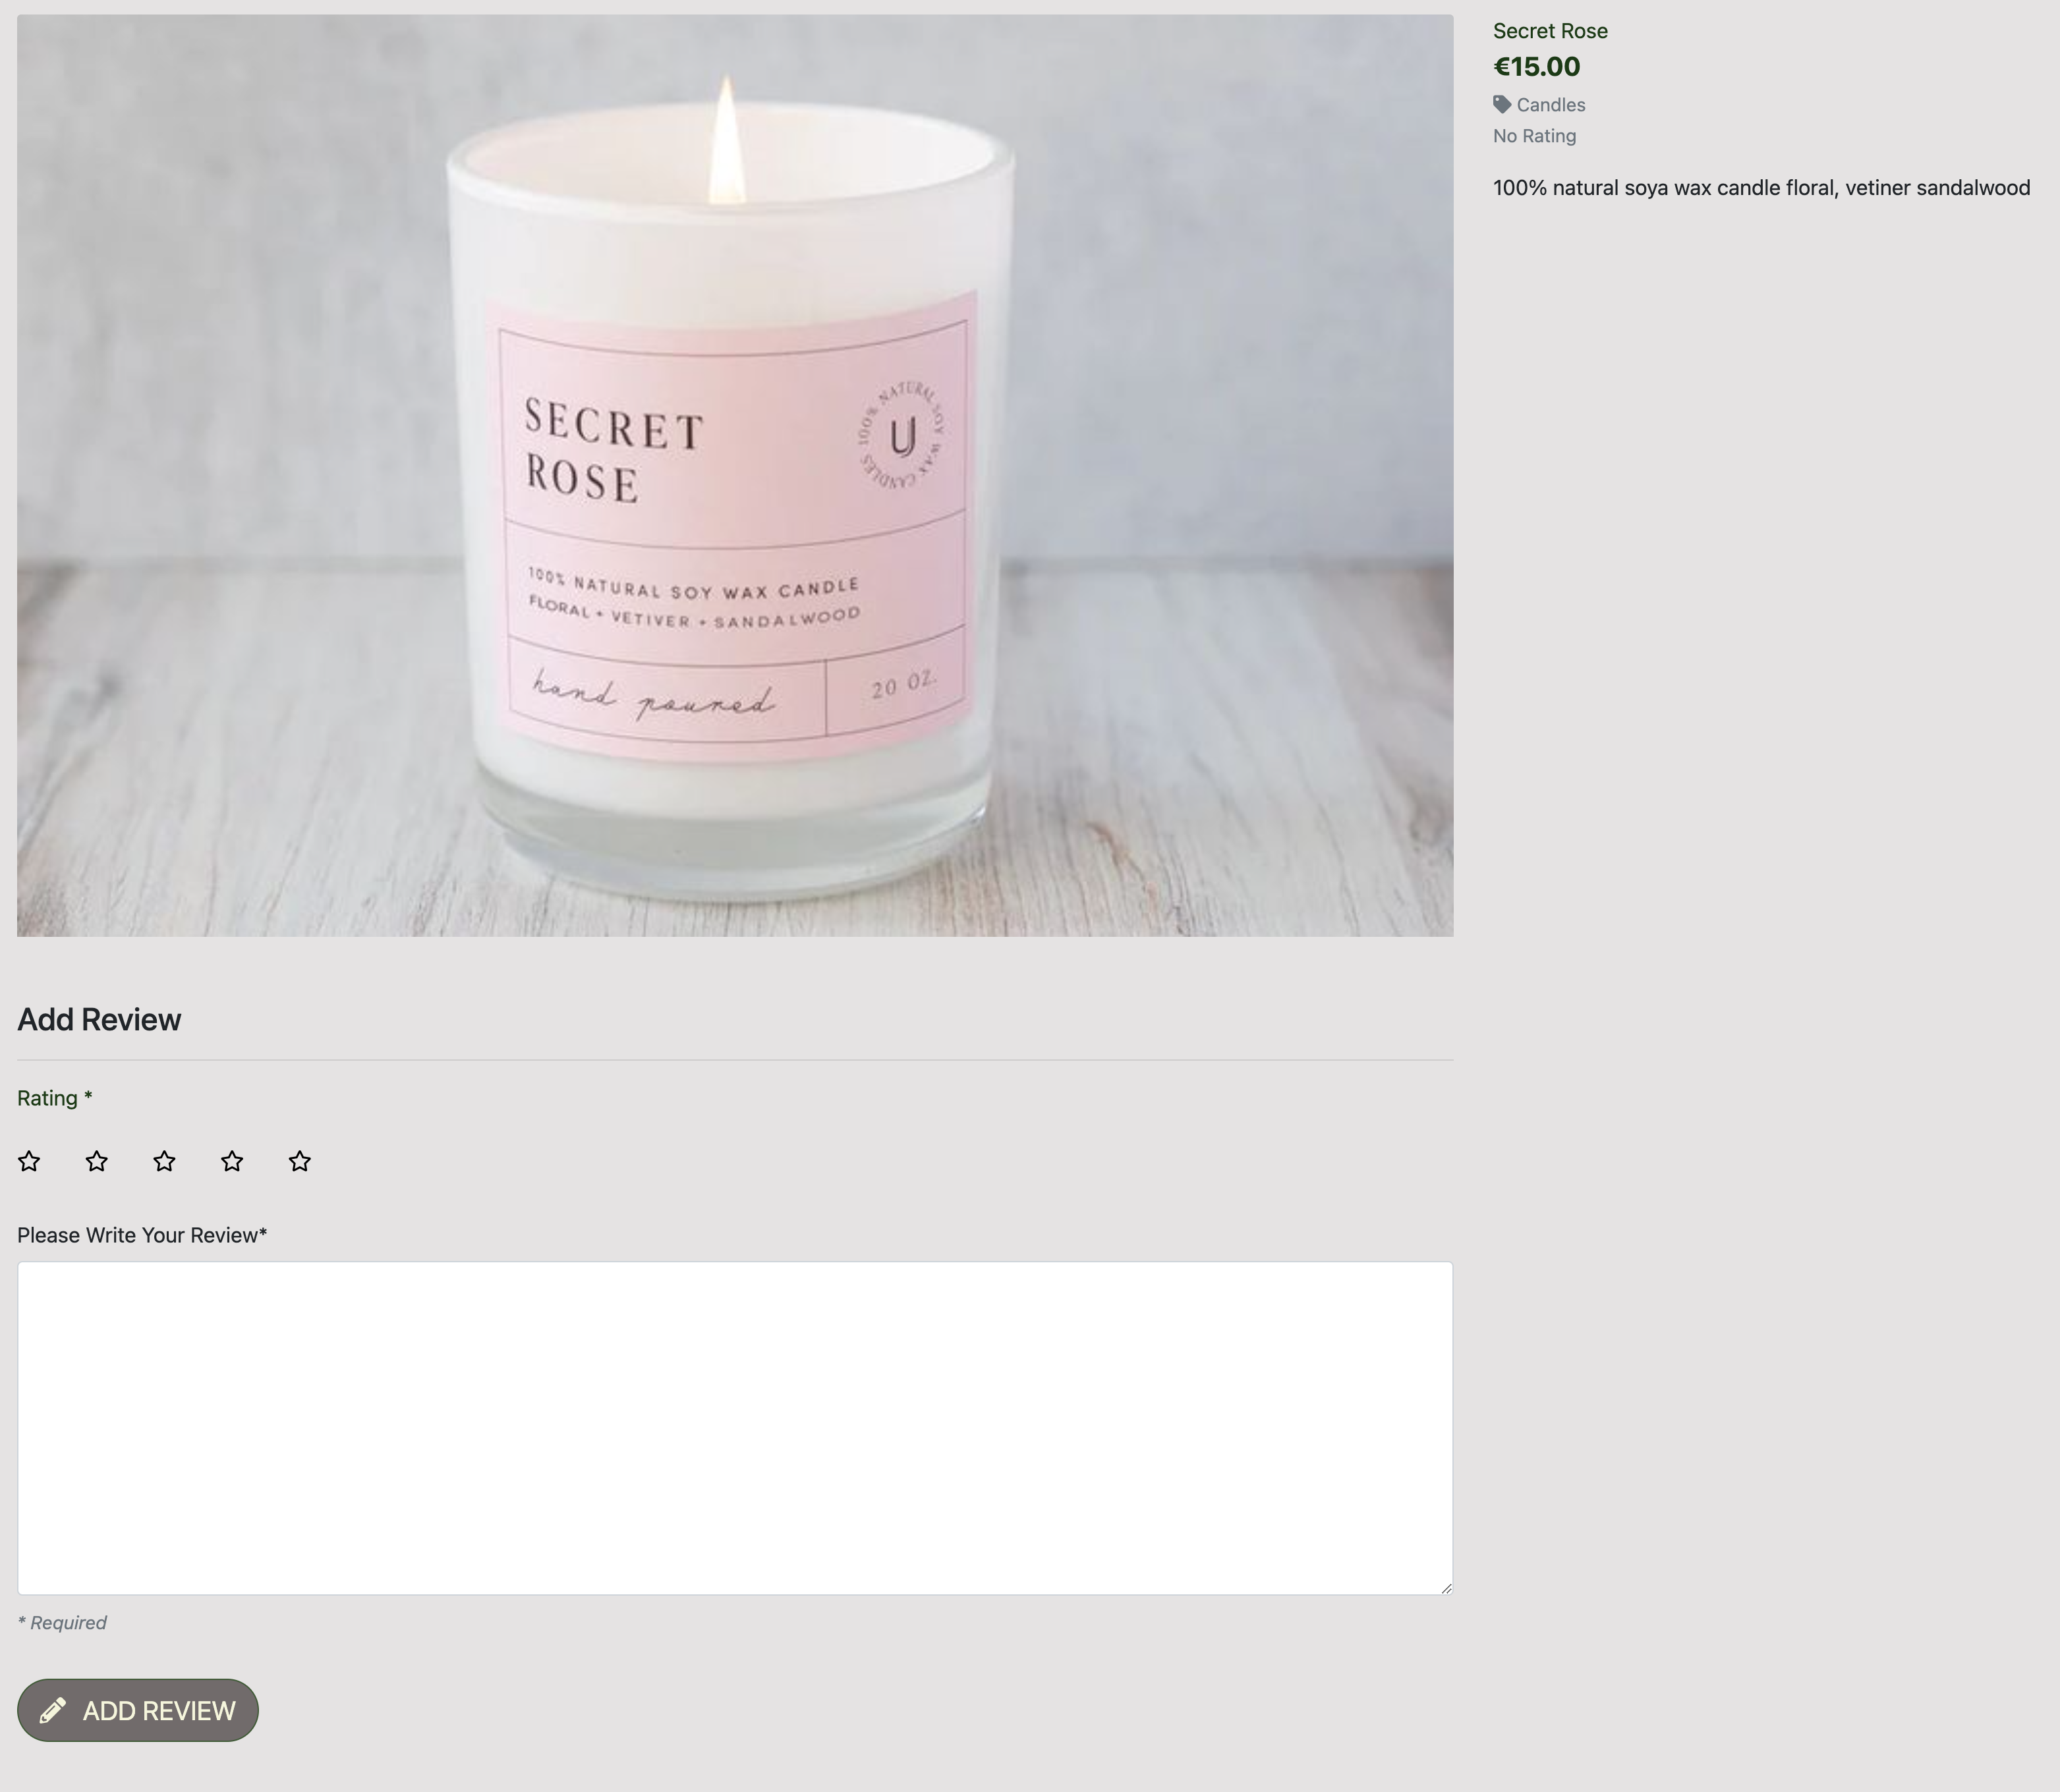 SECRET
ROSE
100% NATURAL SOY WAX CANDLES
U
100% NATURAL SOY WAX CANDLE
FLORAL + VETIVER + SANDALWOOD
hand poured
20 OZ.
Secret Rose
€15.00
Candles
No Rating
100% natural soya wax candle floral, vetiner sandalwood
Add Review
Rating *
Please Write Your Review*
* Required
ADD REVIEW